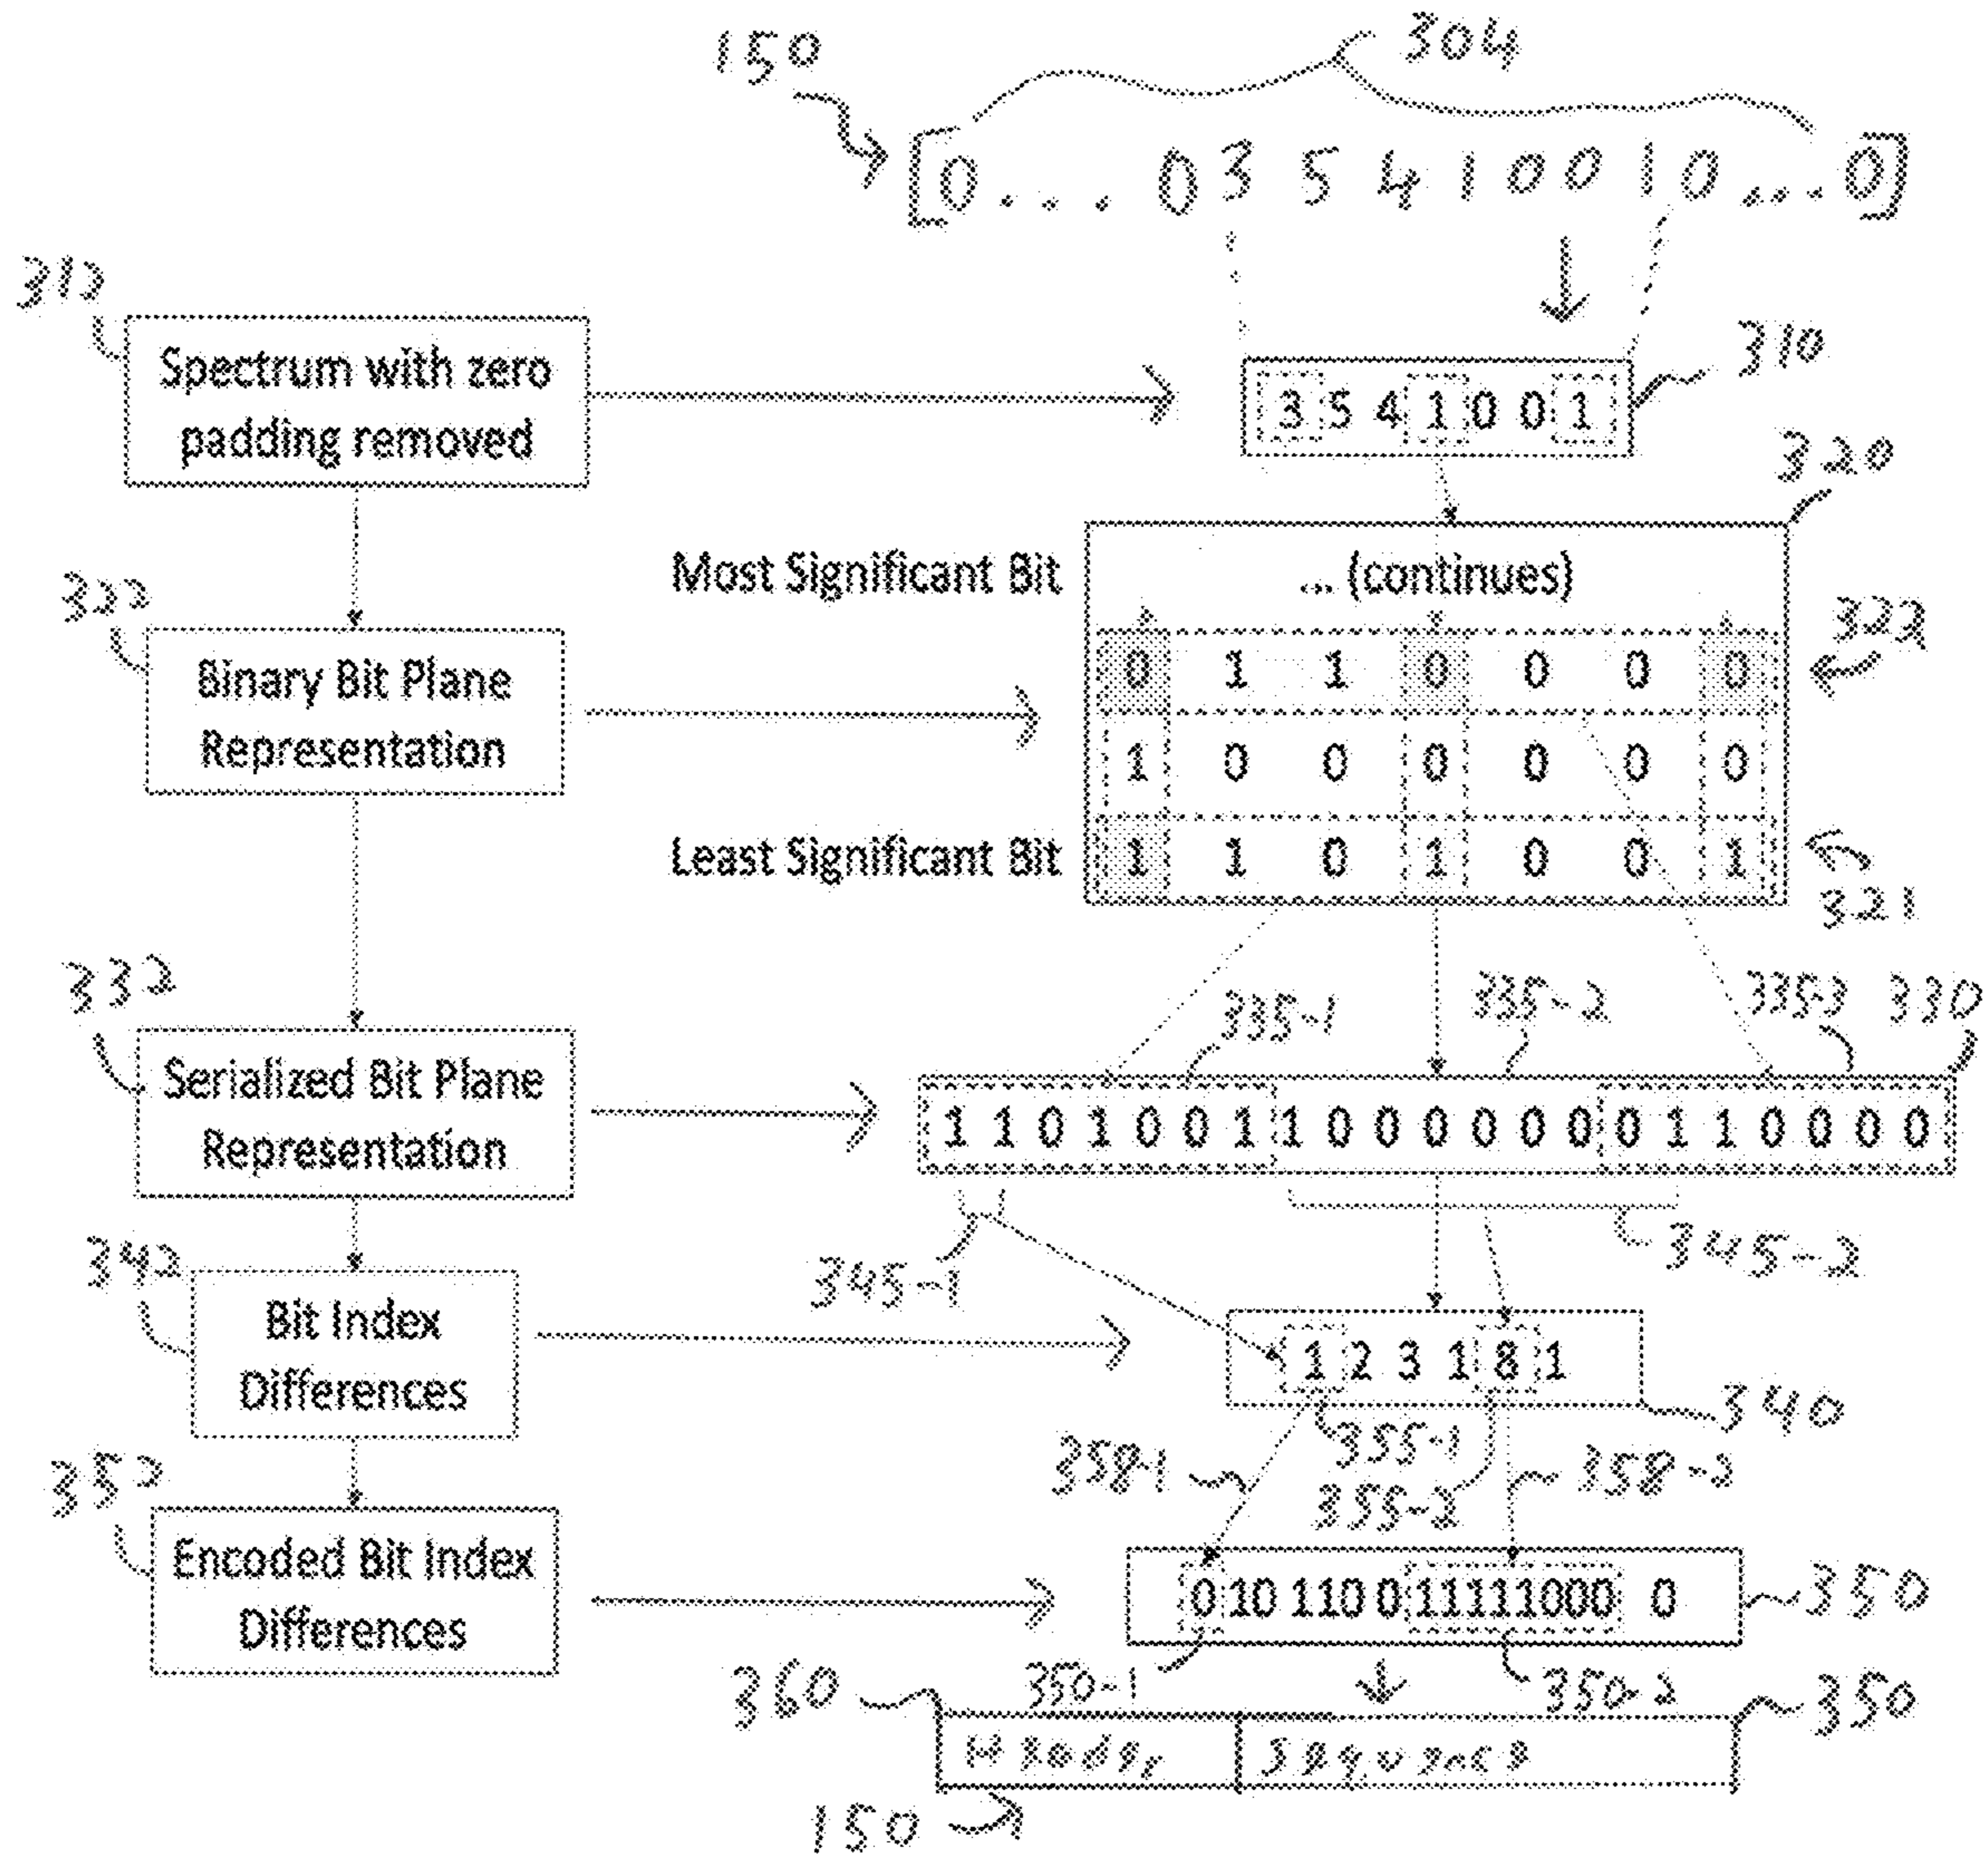 150
304
[0 . . . 0 3 5 4 1 0 0 1 0 .... 0]
312
Spectrum with zero
padding removed
3 5 4 1 0 0 1
310
320
Most Significant Bit
... (continues)
322
Binary Bit Plane
Representation
0 1 1 0 0 0 0
322
1 0 0 0 0 0 0
Least Significant Bit
1 1 0 1 0 0 1
321
332
335-1
335-2
335-3
330
Serialized Bit Plane
Representation
1 1 0 1 0 0 1 1 0 0 0 0 0 0 0 1 1 0 0 0 0
345-1
345-2
342
Bit Index
Differences
1 2 3 1 8 1
340
355-1
358-1
355-2
358-2
352
Encoded Bit Index
Differences
0 10 110 0 11111000 0
350
350-1
350-2
360
350
Header
Sequence
150